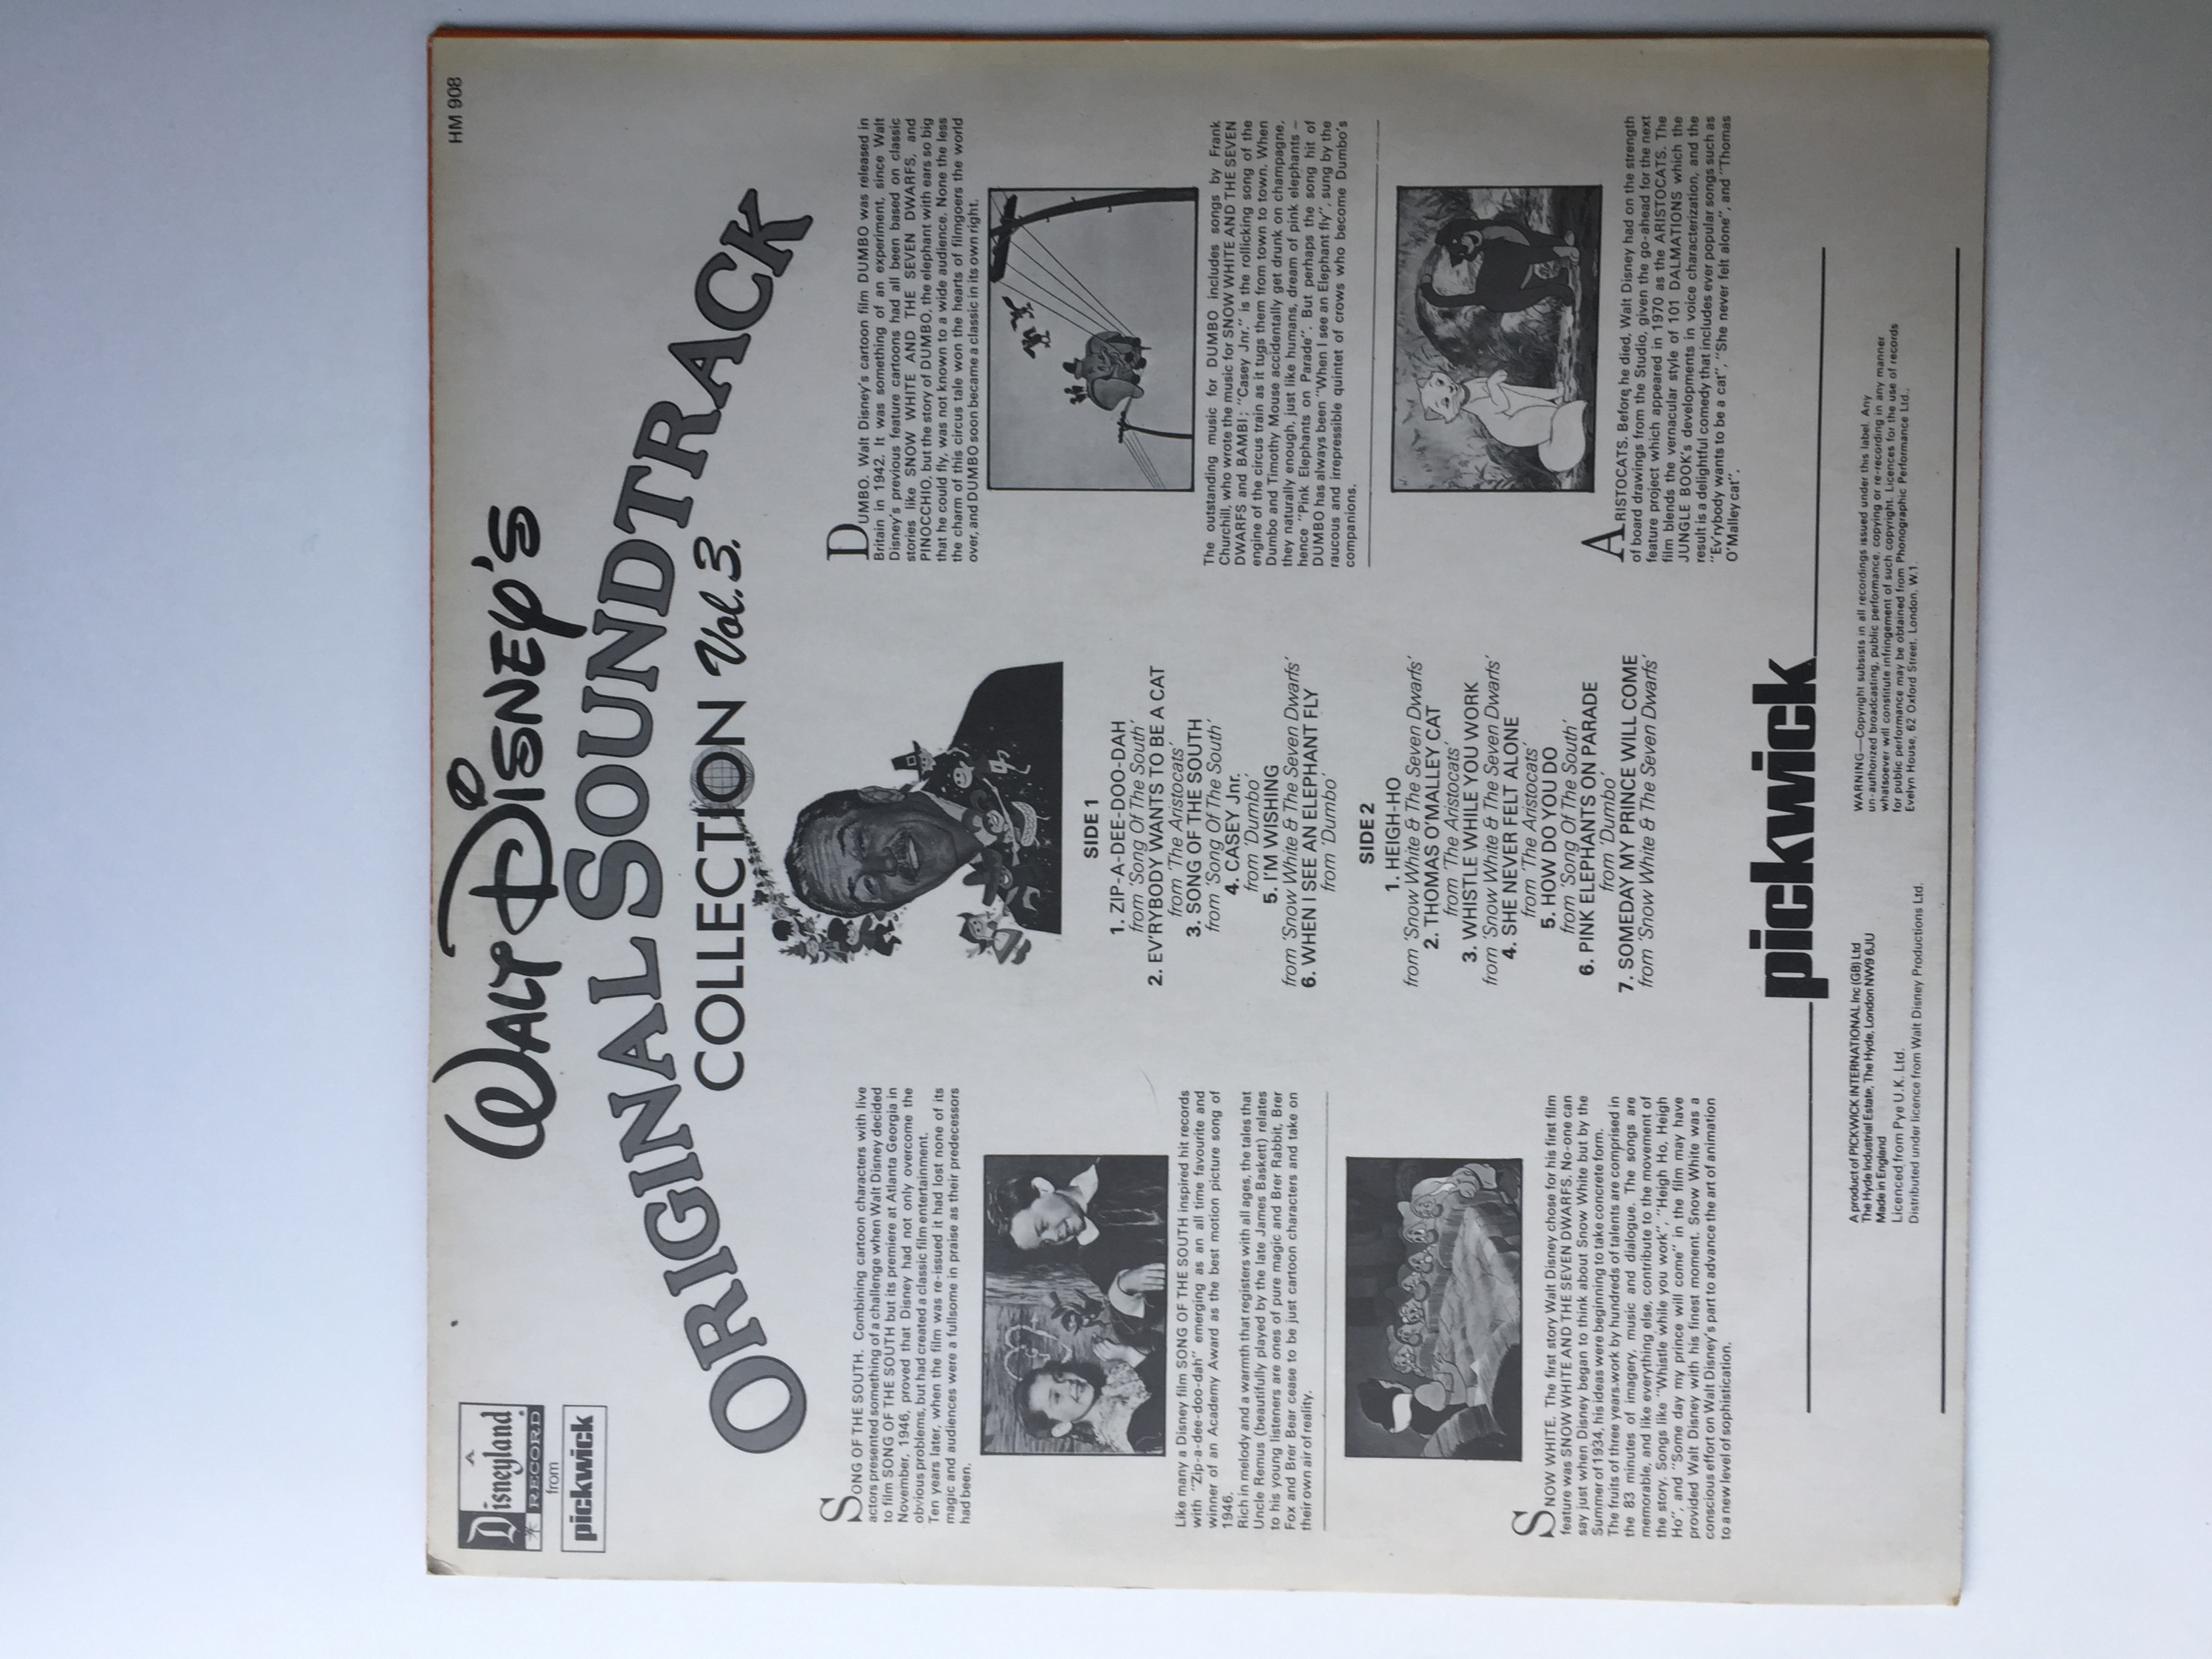 Disneyland
RECORD
from
pickwick
HM 908
WALT DISNEY'S
ORIGINAL SOUNDTRACK
COLLECTION Vol.3.
SONG OF THE SOUTH. Combining cartoon characters with live
actors presented something of a challenge when Walt Disney decided
to film SONG OF THE SOUTH but its premiere at Atlanta Georgia in
November, 1946, proved that Disney had not only overcome the
obvious problems, but had created a classic film entertainment.
Ten years later, when the film was re-issued it had lost none of its
magic and audiences were a fullsome in praise as their predecessors
had been.
Like many a Disney film SONG OF THE SOUTH inspired hit records
with "Zip-a-dee-doo-dah" emerging as an all time favourite and
winner of an Academy Award as the best motion picture song of
1946.
Rich in melody and a warmth that registers with all ages, the tales that
Uncle Remus (beautifully played by the late James Baskett) relates
to his young listeners are ones of pure magic and Brer Rabbit, Brer
Fox and Brer Bear cease to be just cartoon characters and take on
their own air of reality.
SNOW WHITE. The first story Walt Disney chose for his first film
feature was SNOW WHITE AND THE SEVEN DWARFS. No-one can
say just when Disney began to think about Snow White but by the
Summer of 1934, his ideas were beginning to take concrete form.
The fruits of three years work by hundreds of talents are comprised in
the 83 minutes of imagery, music and dialogue. The songs are
memorable, and like everything else, contribute to the movement of
the story. Songs like "Whistle while you work", "Heigh Ho, Heigh
Ho", and "Some day my prince will come" in the film may have
provided Walt Disney with his finest moment. Snow White was a
conscious effort on Walt Disney's part to advance the art of animation
to a new level of sophistication.
SIDE 1
1. ZIP-A-DEE-DOO-DAH
from 'Song Of The South'
2. EV'RYBODY WANTS TO BE A CAT
from 'The Aristocats'
3. SONG OF THE SOUTH
from 'Song Of The South'
4. CASEY Jnr.
from 'Dumbo'
5. I'M WISHING
from 'Snow White & The Seven Dwarfs'
6. WHEN I SEE AN ELEPHANT FLY
from 'Dumbo'
SIDE 2
1. HEIGH-HO
from 'Snow White & The Seven Dwarfs'
2. THOMAS O'MALLEY CAT
from 'The Aristocats'
3. WHISTLE WHILE YOU WORK
from 'Snow White & The Seven Dwarfs'
4. SHE NEVER FELT ALONE
from 'The Aristocats'
5. HOW DO YOU DO
from 'Song Of The South'
6. PINK ELEPHANTS ON PARADE
from 'Dumbo'
7. SOMEDAY MY PRINCE WILL COME
from 'Snow White & The Seven Dwarfs'
DUMBO. Walt Disney's cartoon film DUMBO was released in
Britain in 1942. It was something of an experiment, since Walt
Disney's previous feature cartoons had all been based on classic
stories like SNOW WHITE AND THE SEVEN DWARFS, and
PINOCCHIO, but the story of DUMBO, the elephant with ears so big
that he could fly, was not known to a wide audience. None the less
the charm of this circus tale won the hearts of filmgoers the world
over, and DUMBO soon became a classic in its own right.
The outstanding music for DUMBO includes songs by Frank
Churchill, who wrote the music for SNOW WHITE AND THE SEVEN
DWARFS and BAMBI; "Casey Jnr." is the rollicking song of the
engine of the circus train as it tugs them from town to town. When
Dumbo and Timothy Mouse accidentally get drunk on champagne,
they naturally enough, just like humans, dream of pink elephants –
hence "Pink Elephants on Parade". But perhaps the song hit of
DUMBO has always been "When I see an Elephant fly", sung by the
raucous and irrepressible quintet of crows who become Dumbo's
companions.
ARISTOCATS. Before he died, Walt Disney had on the strength
of board drawings from the Studio, given the go-ahead for the next
feature project which appeared in 1970 as the ARISTOCATS. The
film blends the vernacular style of 101 DALMATIONS which the
JUNGLE BOOK's developments in voice characterization, and the
result is a delightful comedy that includes ever popular songs such as
"Ev'rybody wants to be a cat", "She never felt alone", and "Thomas
O'Malley cat".
pickwick
A product of PICKWICK INTERNATIONAL Inc (GB) Ltd
The Hyde Industrial Estate, The Hyde, London NW9 6JU
Made in England
Licenced from Pye U.K. Ltd.
Distributed under licence from Walt Disney Productions Ltd.
WARNING—Copyright subsists in all recordings issued under this label. Any
un-authorized broadcasting, public performance, copying or re-recording in any manner
whatsoever will constitute infringement of such copyright. Licences for the use of records
for public performance may be obtained from Phonographic Performance Ltd.,
Evelyn House, 62 Oxford Street, London, W.1.